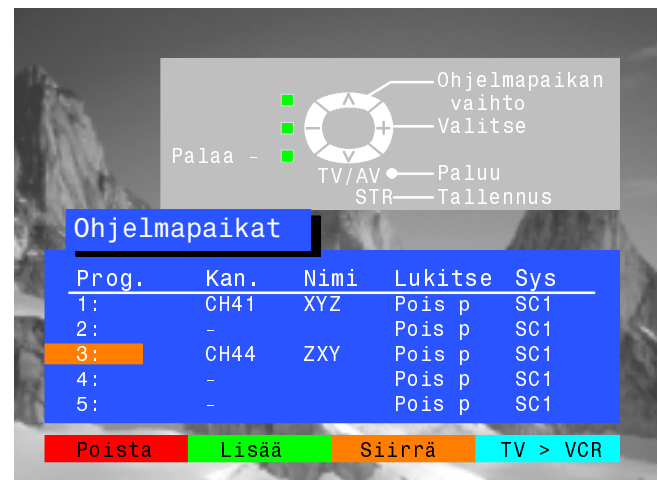 Ohjelmapaikan
vaihto
Valitse
Palaa -
TV/AV Paluu
STR Tallennus
Ohjelmapaikat
Prog. Kan. Nimi Lukitse Sys
1: CH41 XYZ Pois p SC1
2: - Pois p SC1
3: CH44 ZXY Pois p SC1
4: - Pois p SC1
5: - Pois p SC1
Poista Lisää Siirrä TV > VCR